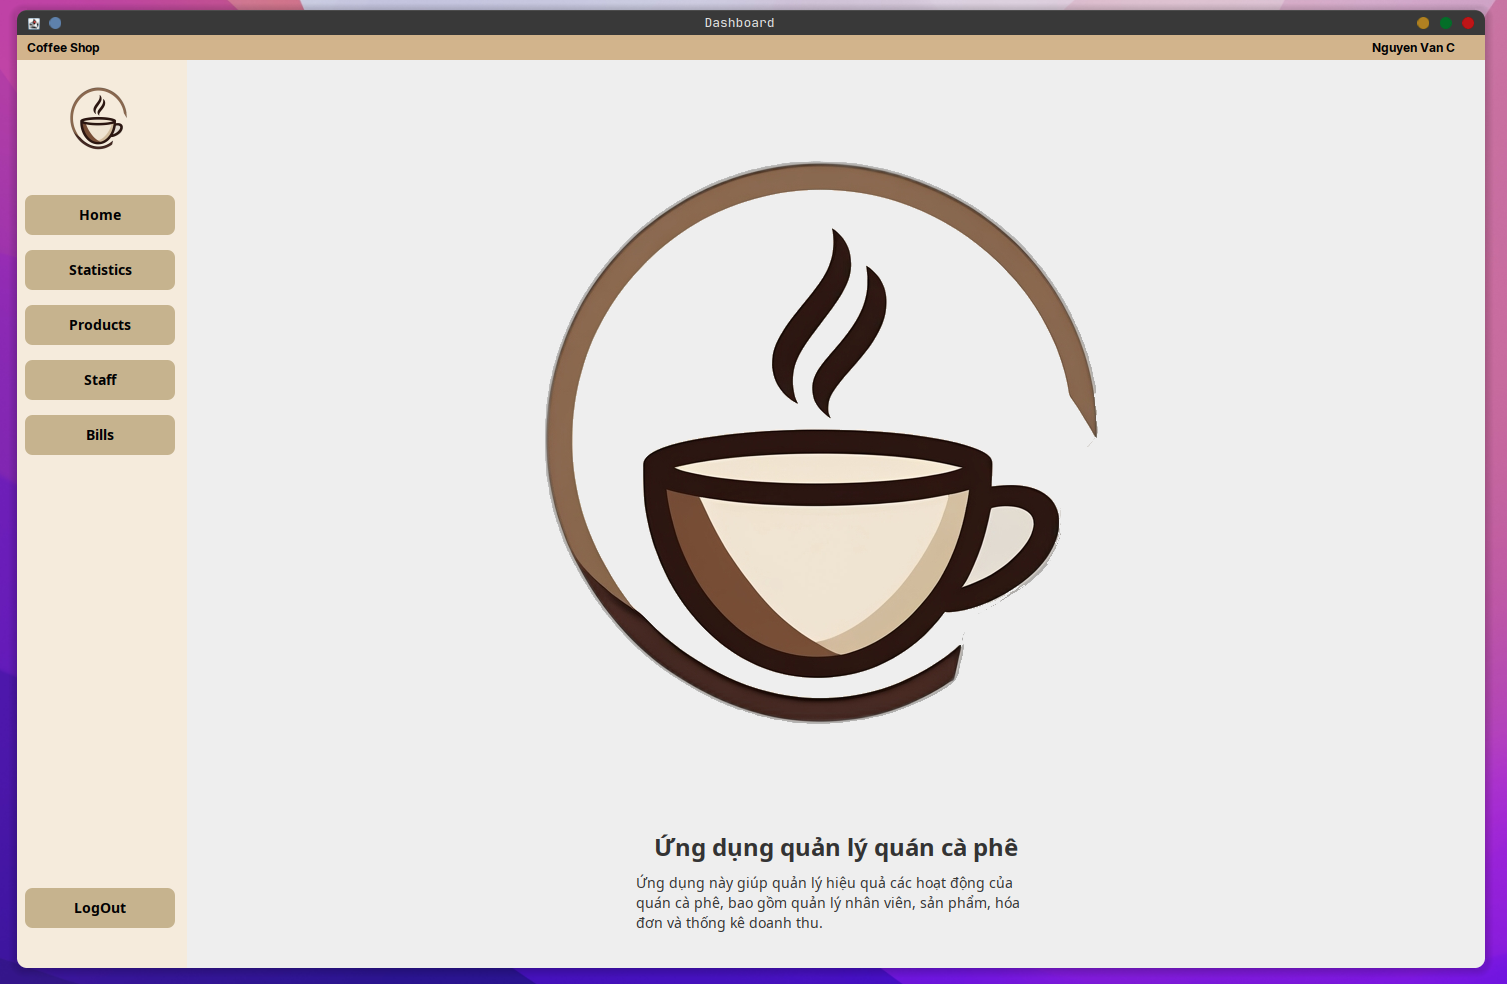 Dashboard
Coffee Shop
Nguyen Van C
Home
Statistics
Products
Staff
Bills
LogOut
Ứng dụng quản lý quán cà phê
Ứng dụng này giúp quản lý hiệu quả các hoạt động của
quán cà phê, bao gồm quản lý nhân viên, sản phẩm, hóa
đơn và thống kê doanh thu.